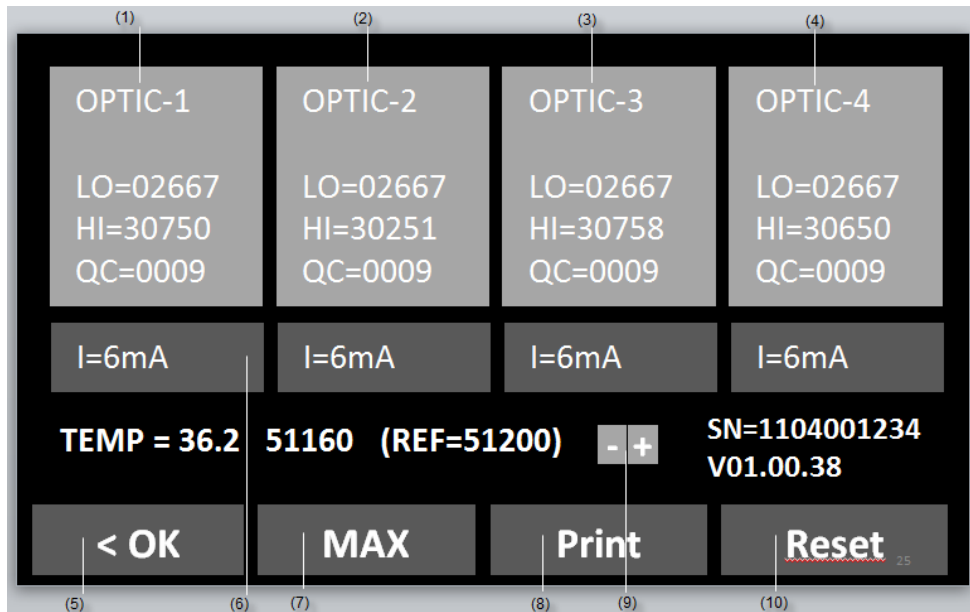 (1) (2) (3) (4)
OPTIC-1 OPTIC-2 OPTIC-3 OPTIC-4
LO=02667 LO=02667 LO=02667 LO=02667
HI=30750 HI=30251 HI=30758 HI=30650
QC=0009 QC=0009 QC=0009 QC=0009
I=6mA I=6mA I=6mA I=6mA
TEMP = 36.2 51160 (REF=51200) - + SN=1104001234
V01.00.38
< OK MAX Print Reset 25
(5) (6) (7) (8) (9) (10)